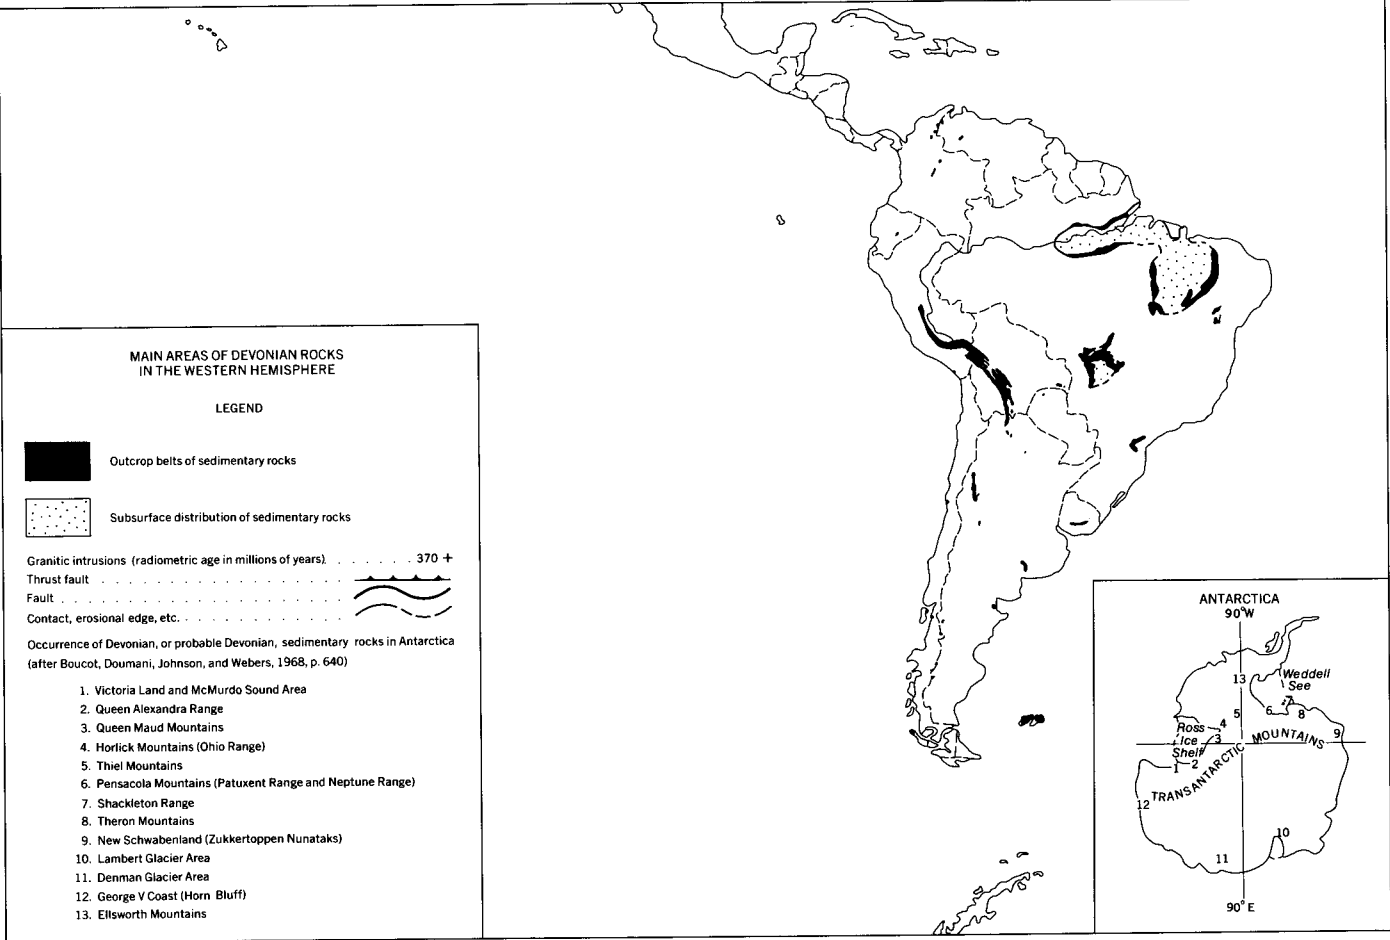 MAIN AREAS OF DEVONIAN ROCKS
IN THE WESTERN HEMISPHERE
LEGEND
Outcrop belts of sedimentary rocks
Subsurface distribution of sedimentary rocks
Granitic intrusions (radiometric age in millions of years). . . . . . . 370 +
Thrust fault . . . . . . . . . . . . . . . . . . .
Fault . . . . . . . . . . . . . . . . . . . . .
Contact, erosional edge, etc. . . . . . . . . . . . . .
Occurrence of Devonian, or probable Devonian, sedimentary rocks in Antarctica
(after Boucot, Doumani, Johnson, and Webers, 1968, p. 640)
1. Victoria Land and McMurdo Sound Area
2. Queen Alexandra Range
3. Queen Maud Mountains
4. Horlick Mountains (Ohio Range)
5. Thiel Mountains
6. Pensacola Mountains (Patuxent Range and Neptune Range)
7. Shackleton Range
8. Theron Mountains
9. New Schwabenland (Zukkertoppen Nunataks)
10. Lambert Glacier Area
11. Denman Glacier Area
12. George V Coast (Horn Bluff)
13. Ellsworth Mountains
ANTARCTICA
90°W
Weddell
See
13
7
5
6
8
4
Ross
Ice
Shelf
3
9
TRANSANTARCTIC MOUNTAINS
1
2
12
10
11
90°E